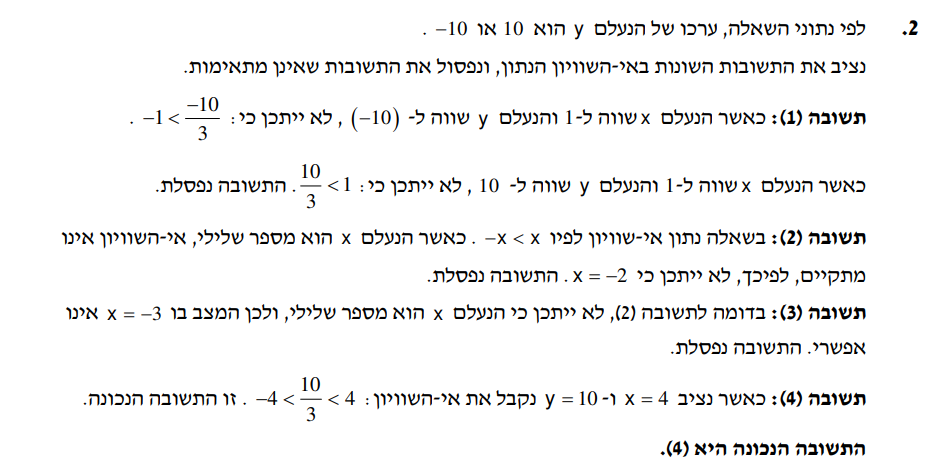 2. לפי נתוני השאלה, ערכו של הנעלם y הוא 10 או −10 .
נציב את התשובות השונות באי-השוויון הנתון, ונפסול את התשובות שאינן מתאימות.
תשובה (1): כאשר הנעלם x שווה ל-1 והנעלם y שווה ל- (−10) , לא ייתכן כי: −1 < −10/3 .
כאשר הנעלם x שווה ל-1 והנעלם y שווה ל- 10 , לא ייתכן כי: 10/3 < 1. התשובה נפסלת.
תשובה (2): בשאלה נתון אי-שוויון לפיו −x < x . כאשר הנעלם x הוא מספר שלילי, אי-השוויון אינו
מתקיים, לפיכך, לא ייתכן כי x = −2 . התשובה נפסלת.
תשובה (3): בדומה לתשובה (2), לא ייתכן כי הנעלם x הוא מספר שלילי, ולכן המצב בו x = −3 אינו
אפשרי. התשובה נפסלת.
תשובה (4): כאשר נציב x = 4 ו- y = 10 נקבל את אי-השוויון: −4 < 10/3 < 4 . זו התשובה הנכונה.
התשובה הנכונה היא (4).